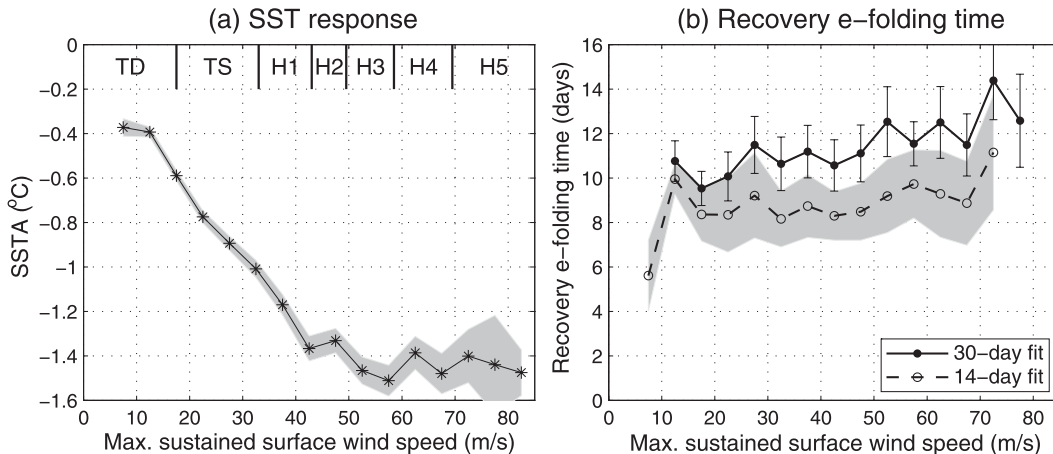 (a) SST response
0
−0.2
−0.4
−0.6
−0.8
−1
−1.2
−1.4
−1.6
SSTA (°C)
TD TS H1 H2 H3 H4 H5
0 10 20 30 40 50 60 70 80
Max. sustained surface wind speed (m/s)
(b) Recovery e−folding time
16
14
12
10
8
6
4
2
0
Recovery e−folding time (days)
30−day fit
14−day fit
0 10 20 30 40 50 60 70 80
Max. sustained surface wind speed (m/s)